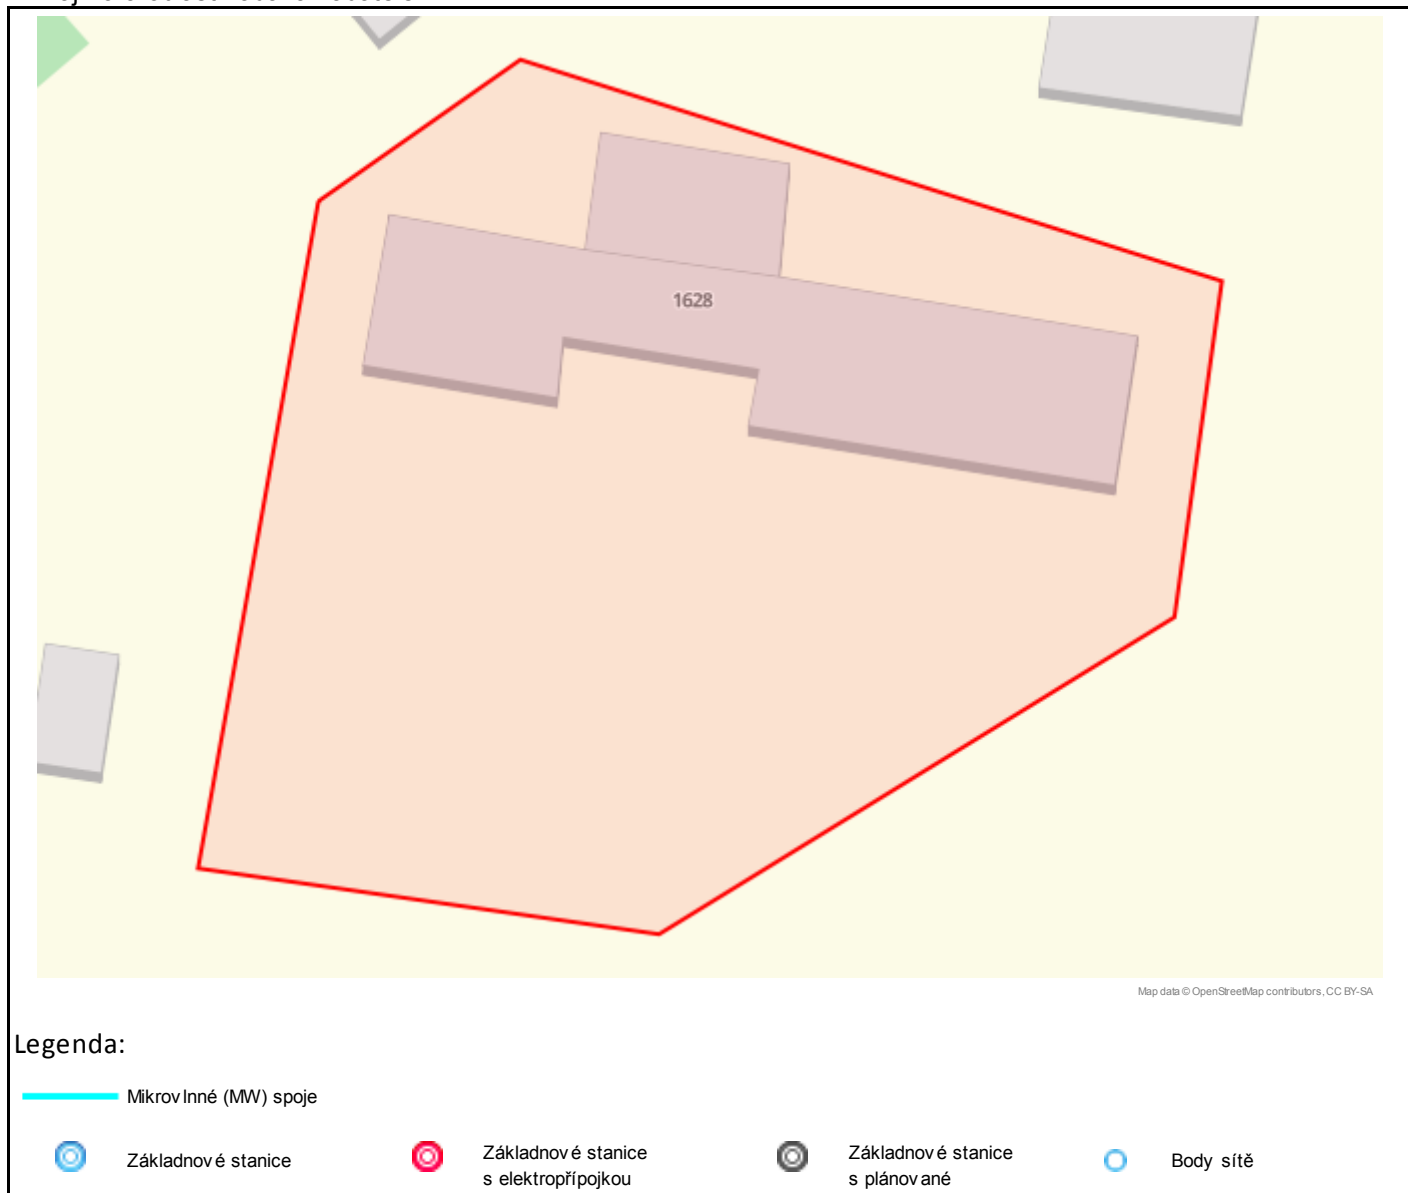 1628
Map data © OpenStreetMap contributors, CC BY-SA
Legenda:
Mikrovlnné (MW) spoje
Základnové stanice
Základnové stanice
s elektropřípojkou
Základnové stanice
s plánované
Body sítě